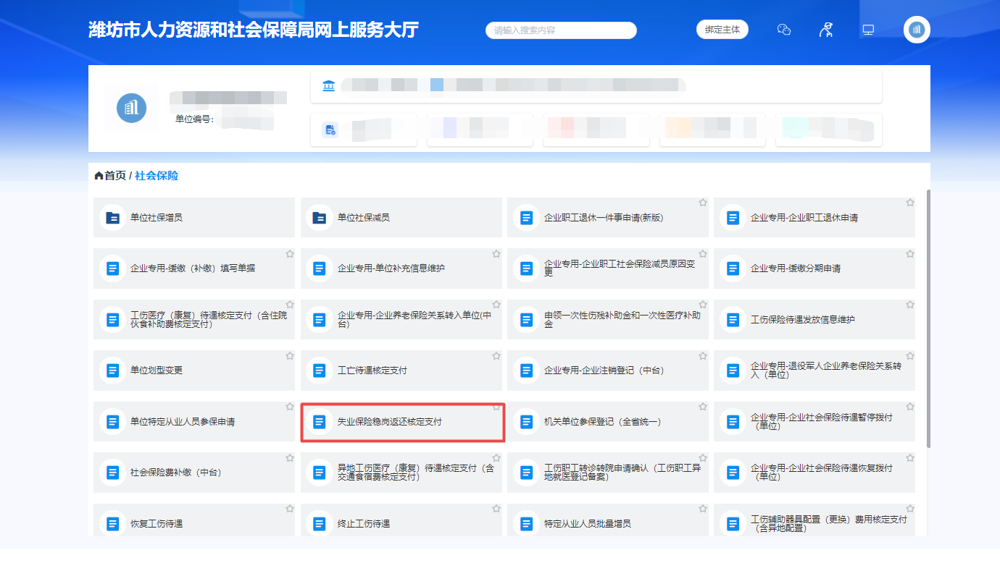 潍坊市人力资源和社会保障局网上服务大厅
请输入搜索内容
绑定主体
单位编号:
首页 / 社会保险
单位社保增员
单位社保减员
企业职工退休一件事申请(新版)
企业专用-企业职工退休申请
企业专用-缓缴（补缴）填写单据
企业专用-单位补充信息维护
企业专用-企业职工社会保险减员原因变
更
企业专用-缓缴分期申请
工伤医疗（康复）待遇核定支付（含住院
伙食补助费核定支付）
企业专用-企业养老保险关系转入单位(中
台)
申领一次性伤残补助金和一次性医疗补助
金
工伤保险待遇发放信息维护
单位划型变更
工亡待遇核定支付
企业专用-企业注销登记（中台）
企业专用-退役军人企业养老保险关系转
入（单位）
单位特定从业人员参保申请
失业保险稳岗返还核定支付
机关单位参保登记（全省统一）
企业专用-企业社会保险待遇暂停拨付
（单位）
社会保险费补缴（中台）
异地工伤医疗（康复）待遇核定支付（含
交通食宿费核定支付）
工伤职工转诊转院申请确认（工伤职工异
地就医登记备案）
企业专用-企业社会保险待遇恢复拨付
（单位）
恢复工伤待遇
终止工伤待遇
特定从业人员批量增员
工伤辅助器具配置（更换）费用核定支付
（含异地配置）